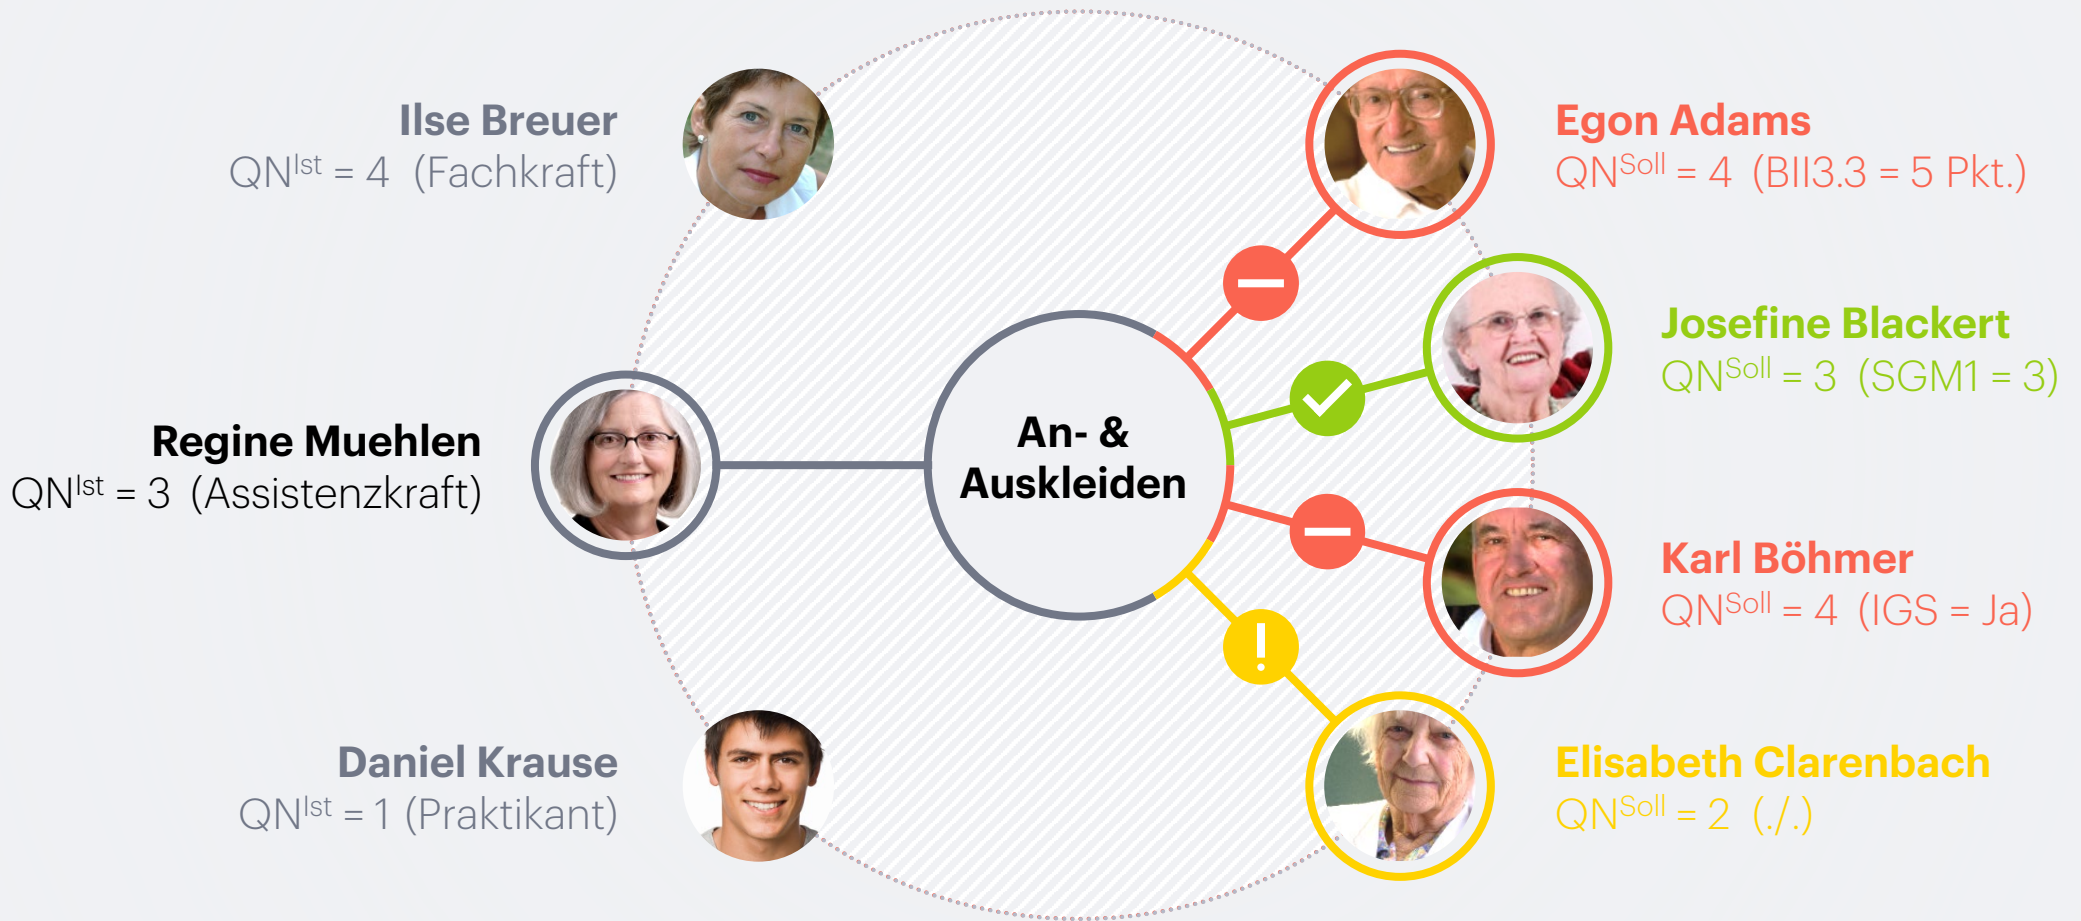 Ilse Breuer
QNIst = 4 (Fachkraft)
Regine Muehlen
QNIst = 3 (Assistenzkraft)
Daniel Krause
QNIst = 1 (Praktikant)
An- &
Auskleiden
Egon Adams
QNSoll = 4 (BII3.3 = 5 Pkt.)
Josefine Blackert
QNSoll = 3 (SGM1 = 3)
Karl Böhmer
QNSoll = 4 (IGS = Ja)
Elisabeth Clarenbach
QNSoll = 2 (./.)